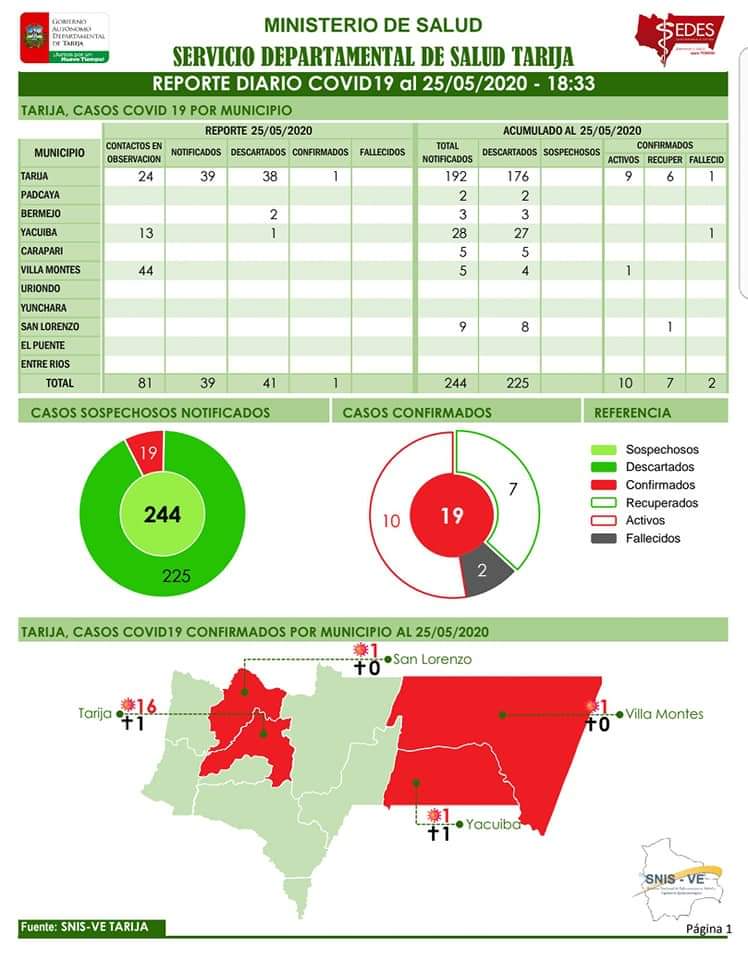 GOBIERNO
AUTÓNOMO
DEPARTAMENTAL
DE TARIJA
¡Juntos por un
Nuevo Tiempo!
MINISTERIO DE SALUD
SERVICIO DEPARTAMENTAL DE SALUD TARIJA
SEDES
REPORTE DIARIO COVID19 al 25/05/2020 - 18:33
TARIJA, CASOS COVID 19 POR MUNICIPIO
REPORTE 25/05/2020 ACUMULADO AL 25/05/2020
MUNICIPIO CONTACTOS EN OBSERVACION NOTIFICADOS DESCARTADOS CONFIRMADOS FALLECIDOS TOTAL NOTIFICADOS DESCARTADOS SOSPECHOSOS CONFIRMADOS
ACTIVOS RECUPER FALLECID
TARIJA 24 39 38 1 192 176 9 6 1
PADCAYA 2 2
BERMEJO 2 3 3
YACUIBA 13 1 28 27 1
CARAPARI 5 5
VILLA MONTES 44 5 4 1
URIONDO
YUNCHARA
SAN LORENZO 9 8 1
EL PUENTE
ENTRE RIOS
TOTAL 81 39 41 1 244 225 10 7 2
CASOS SOSPECHOSOS NOTIFICADOS
19
244
225
CASOS CONFIRMADOS
7
10
19
2
REFERENCIA
Sospechosos
Descartados
Confirmados
Recuperados
Activos
Fallecidos
TARIJA, CASOS COVID19 CONFIRMADOS POR MUNICIPIO AL 25/05/2020
1
0
San Lorenzo
Tarija
16
1
1
0
Villa Montes
1
1
Yacuiba
SNIS - VE
Fuente: SNIS-VE TARIJA
Página 1